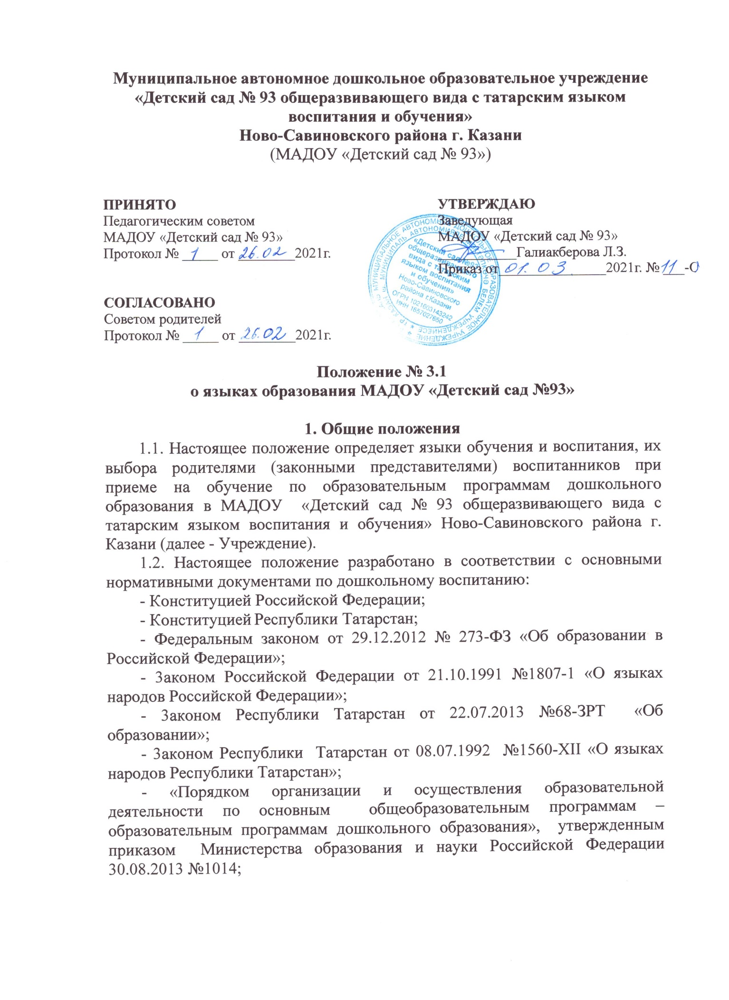 Муниципальное автономное дошкольное образовательное учреждение
«Детский сад № 93 общеразвивающего вида с татарским языком
воспитания и обучения»
Ново-Савиновского района г. Казани
(МАДОУ «Детский сад № 93»)
ПРИНЯТО
Педагогическим советом
МАДОУ «Детский сад № 93»
Протокол № 1 от 26.02 2021г.
УТВЕРЖДАЮ
Заведующая
МАДОУ «Детский сад № 93»
Галиакберова Л.З.
Приказ от 01.03. 2021г. № 11 -О
«Детский сад №93
общеразвивающего
вида с татарским
языком воспитания
и обучения»
Ново-Савиновского
района г.Казани
ОГРН 1021603143242
ИНН 1657027650
СОГЛАСОВАНО
Советом родителей
Протокол № 1 от 26.02 2021г.
Положение № 3.1
о языках образования МАДОУ «Детский сад №93»
1. Общие положения
1.1. Настоящее положение определяет языки обучения и воспитания, их
выбора родителями (законными представителями) воспитанников при
приеме на обучение по образовательным программам дошкольного
образования в МАДОУ «Детский сад № 93 общеразвивающего вида с
татарским языком воспитания и обучения» Ново-Савиновского района г.
Казани (далее - Учреждение).
1.2. Настоящее положение разработано в соответствии с основными
нормативными документами по дошкольному воспитанию:
- Конституцией Российской Федерации;
- Конституцией Республики Татарстан;
- Федеральным законом от 29.12.2012 № 273-ФЗ «Об образовании в
Российской Федерации»;
- Законом Российской Федерации от 21.10.1991 №1807-1 «О языках
народов Российской Федерации»;
- Законом Республики Татарстан от 22.07.2013 №68-ЗРТ «Об
образовании»;
- Законом Республики Татарстан от 08.07.1992 №1560-XII «О языках
народов Республики Татарстан»;
- «Порядком организации и осуществления образовательной
деятельности по основным общеобразовательным программам –
образовательным программам дошкольного образования», утвержденным
приказом Министерства образования и науки Российской Федерации
30.08.2013 №1014;